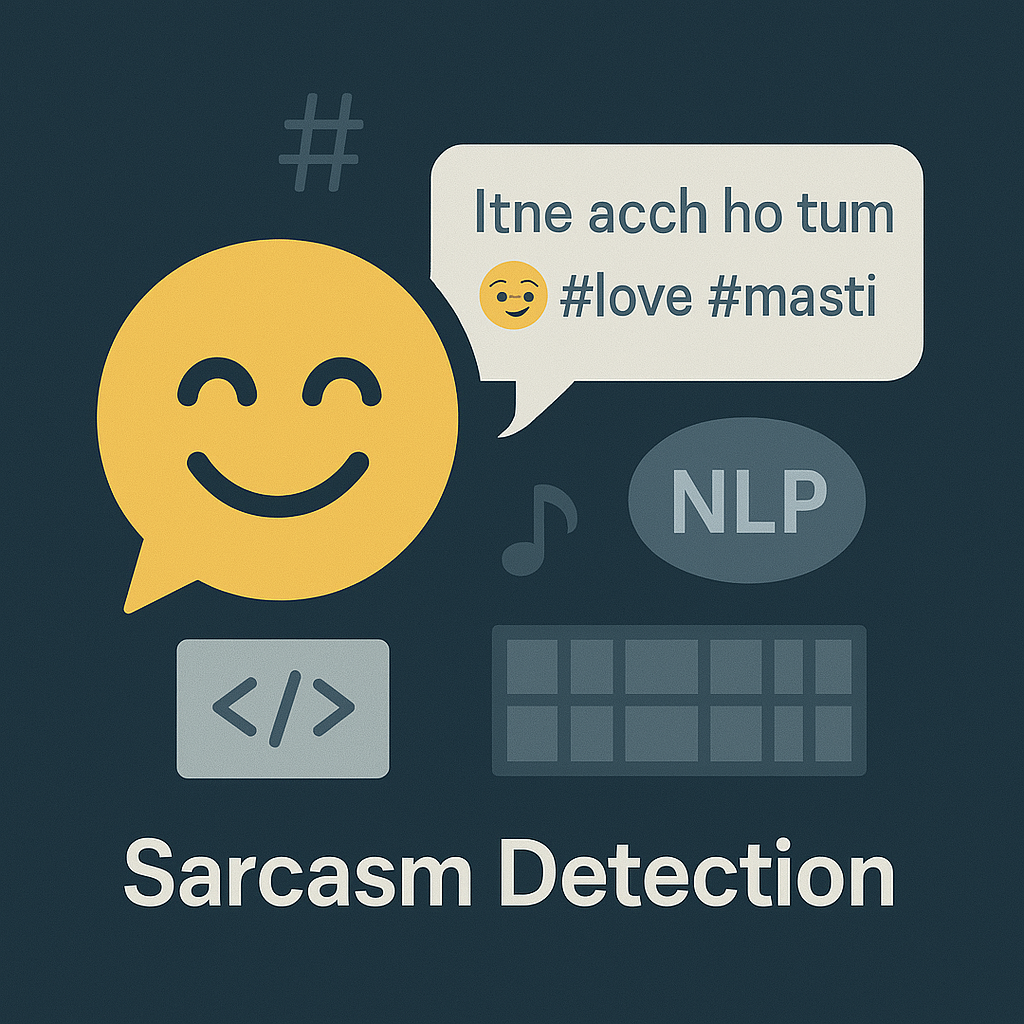 #
Itne acch ho tum
😉 #love #masti
NLP
</>
Sarcasm Detection